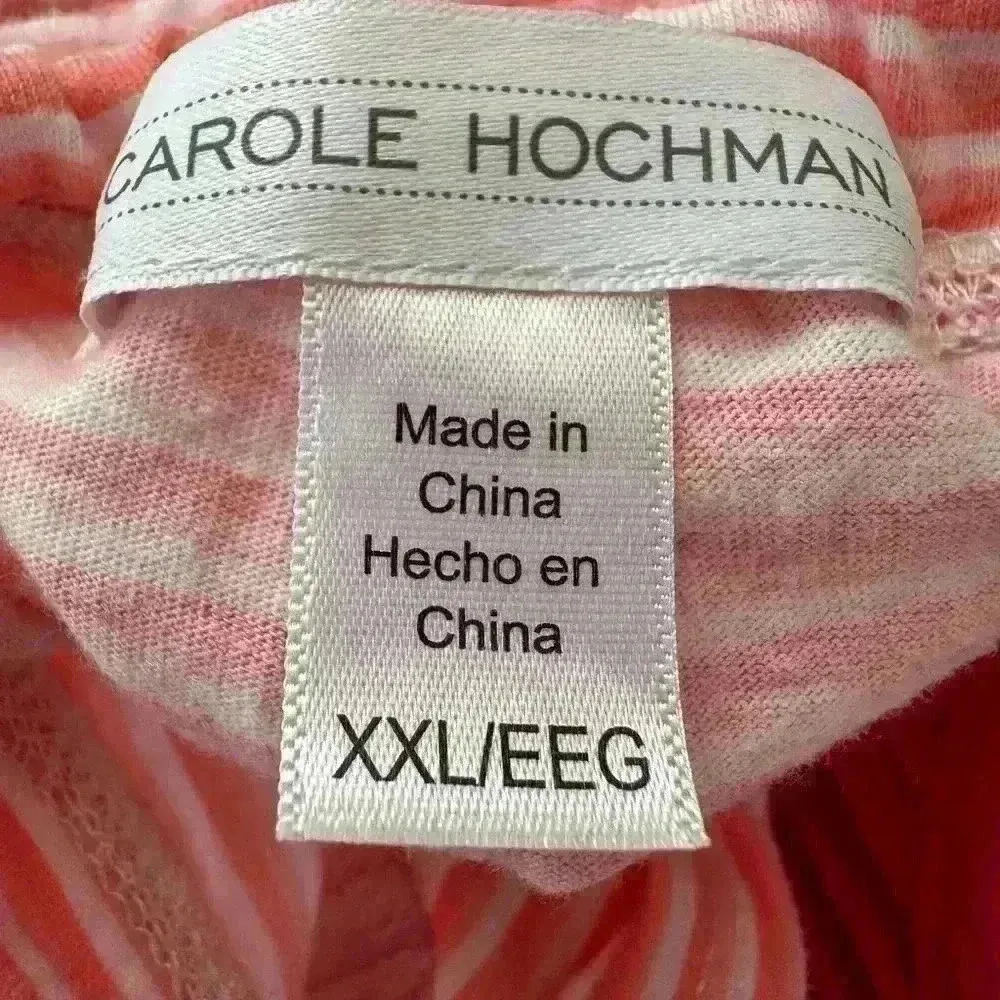 CAROLE HOCHMAN
Made in
China
Hecho en
China
XXL/EEG